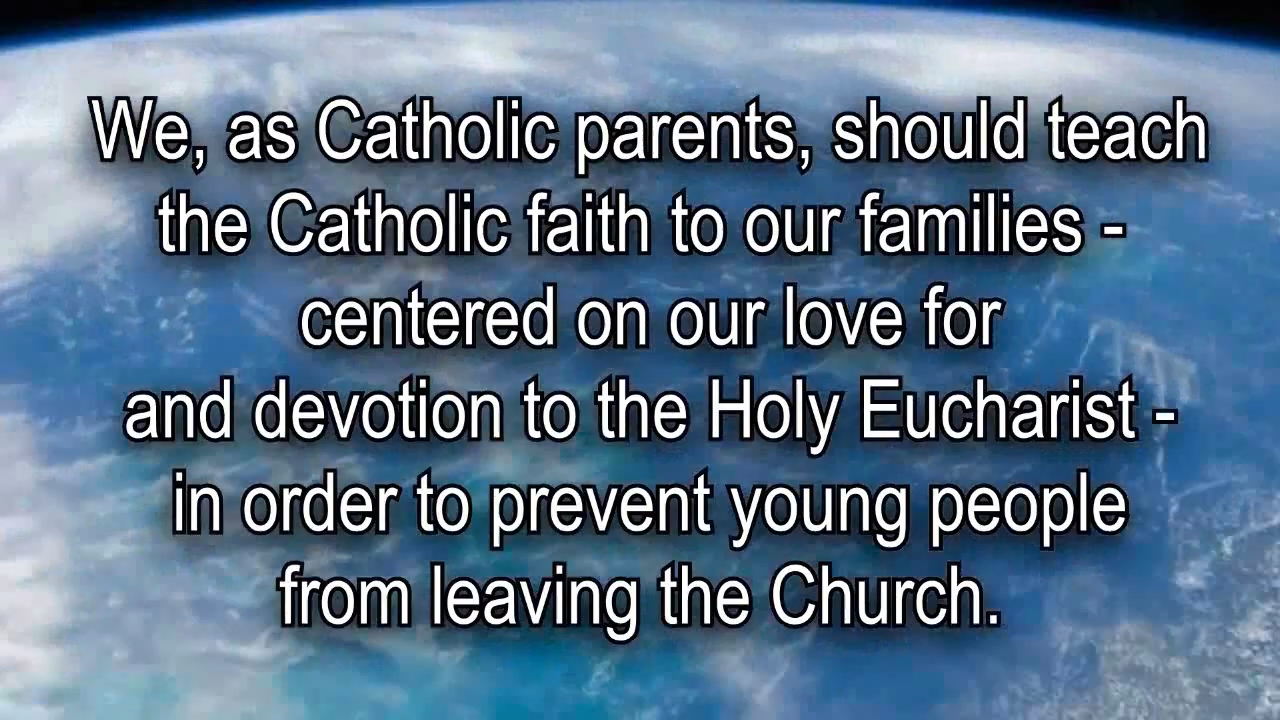 We, as Catholic parents, should teach
the Catholic faith to our families -
centered on our love for
and devotion to the Holy Eucharist -
in order to prevent young people
from leaving the Church.